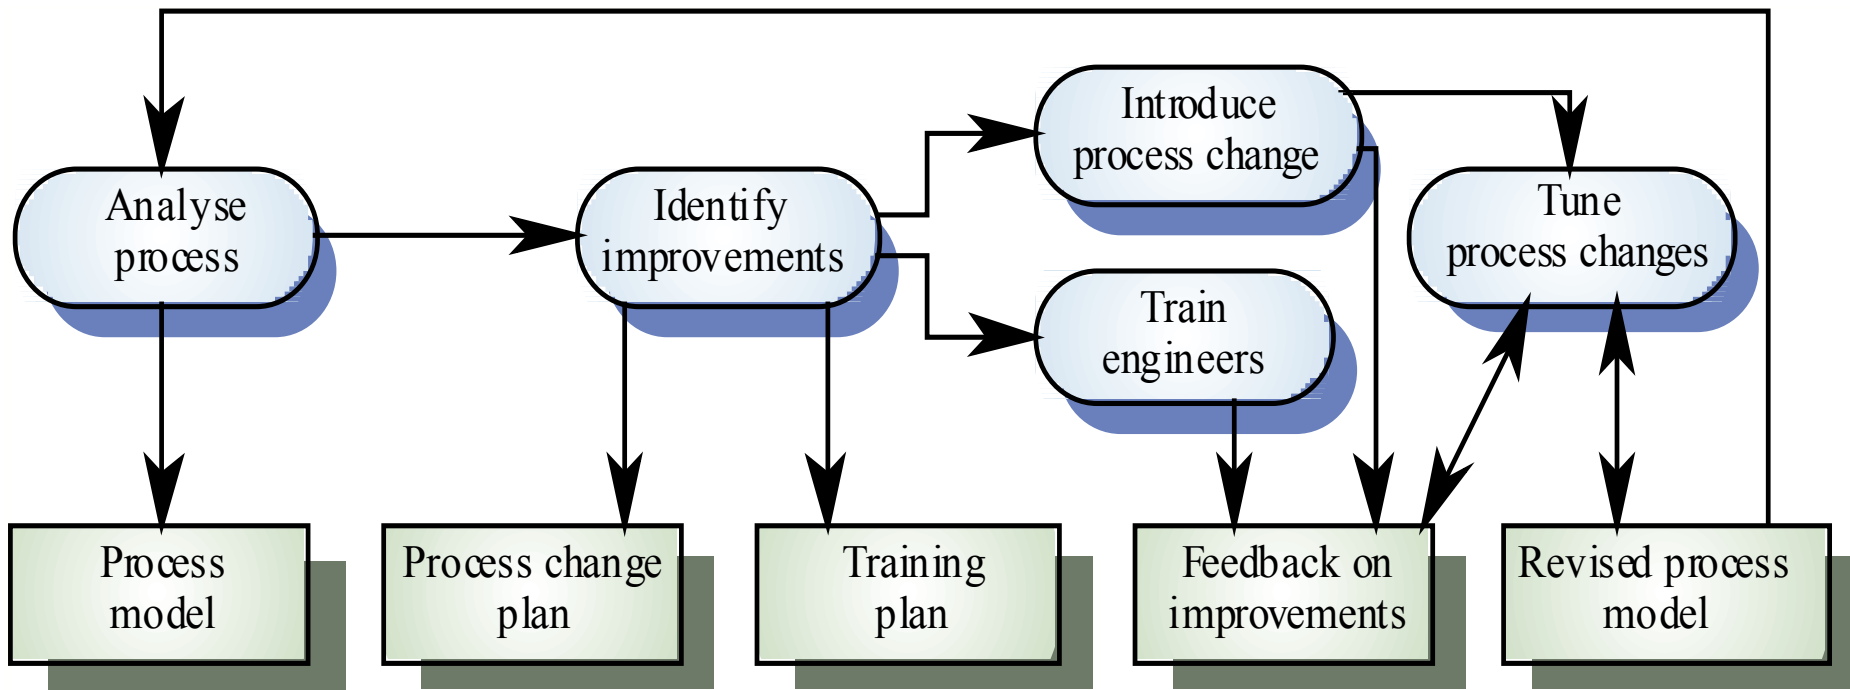 Introduce
process change
Analyse
process
Identify
improvements
Tune
process changes
Train
engineers
Process
model
Process change
plan
Training
plan
Feedback on
improvements
Revised process
model